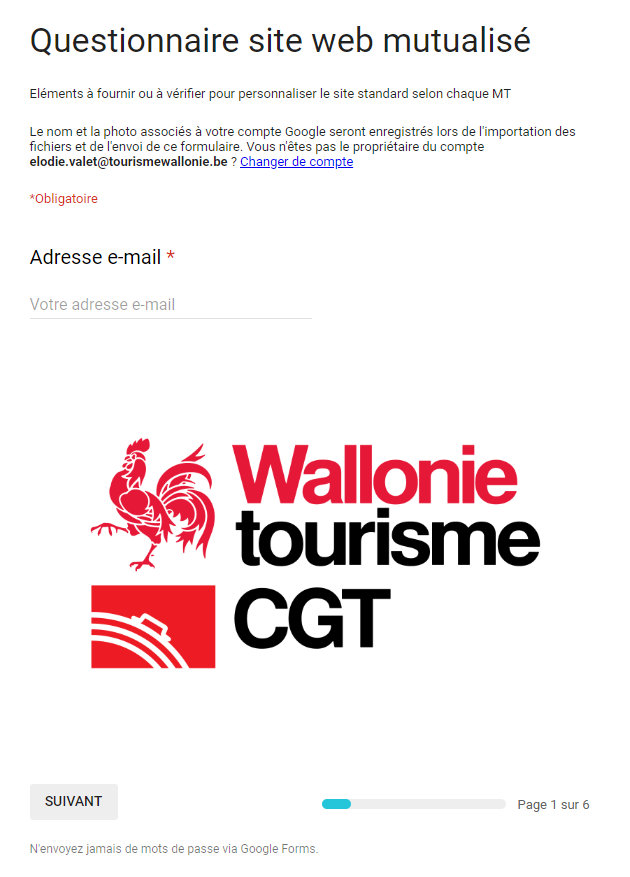 Questionnaire site web mutualisé
Eléments à fournir ou à vérifier pour personnaliser le site standard selon chaque MT
Le nom et la photo associés à votre compte Google seront enregistrés lors de l'importation des
fichiers et de l'envoi de ce formulaire. Vous n'êtes pas le propriétaire du compte
elodie.valet@tourismewallonie.be ? Changer de compte
*Obligatoire
Adresse e-mail *
Votre adresse e-mail
Wallonie
tourisme
CGT
SUIVANT
Page 1 sur 6
N'envoyez jamais de mots de passe via Google Forms.